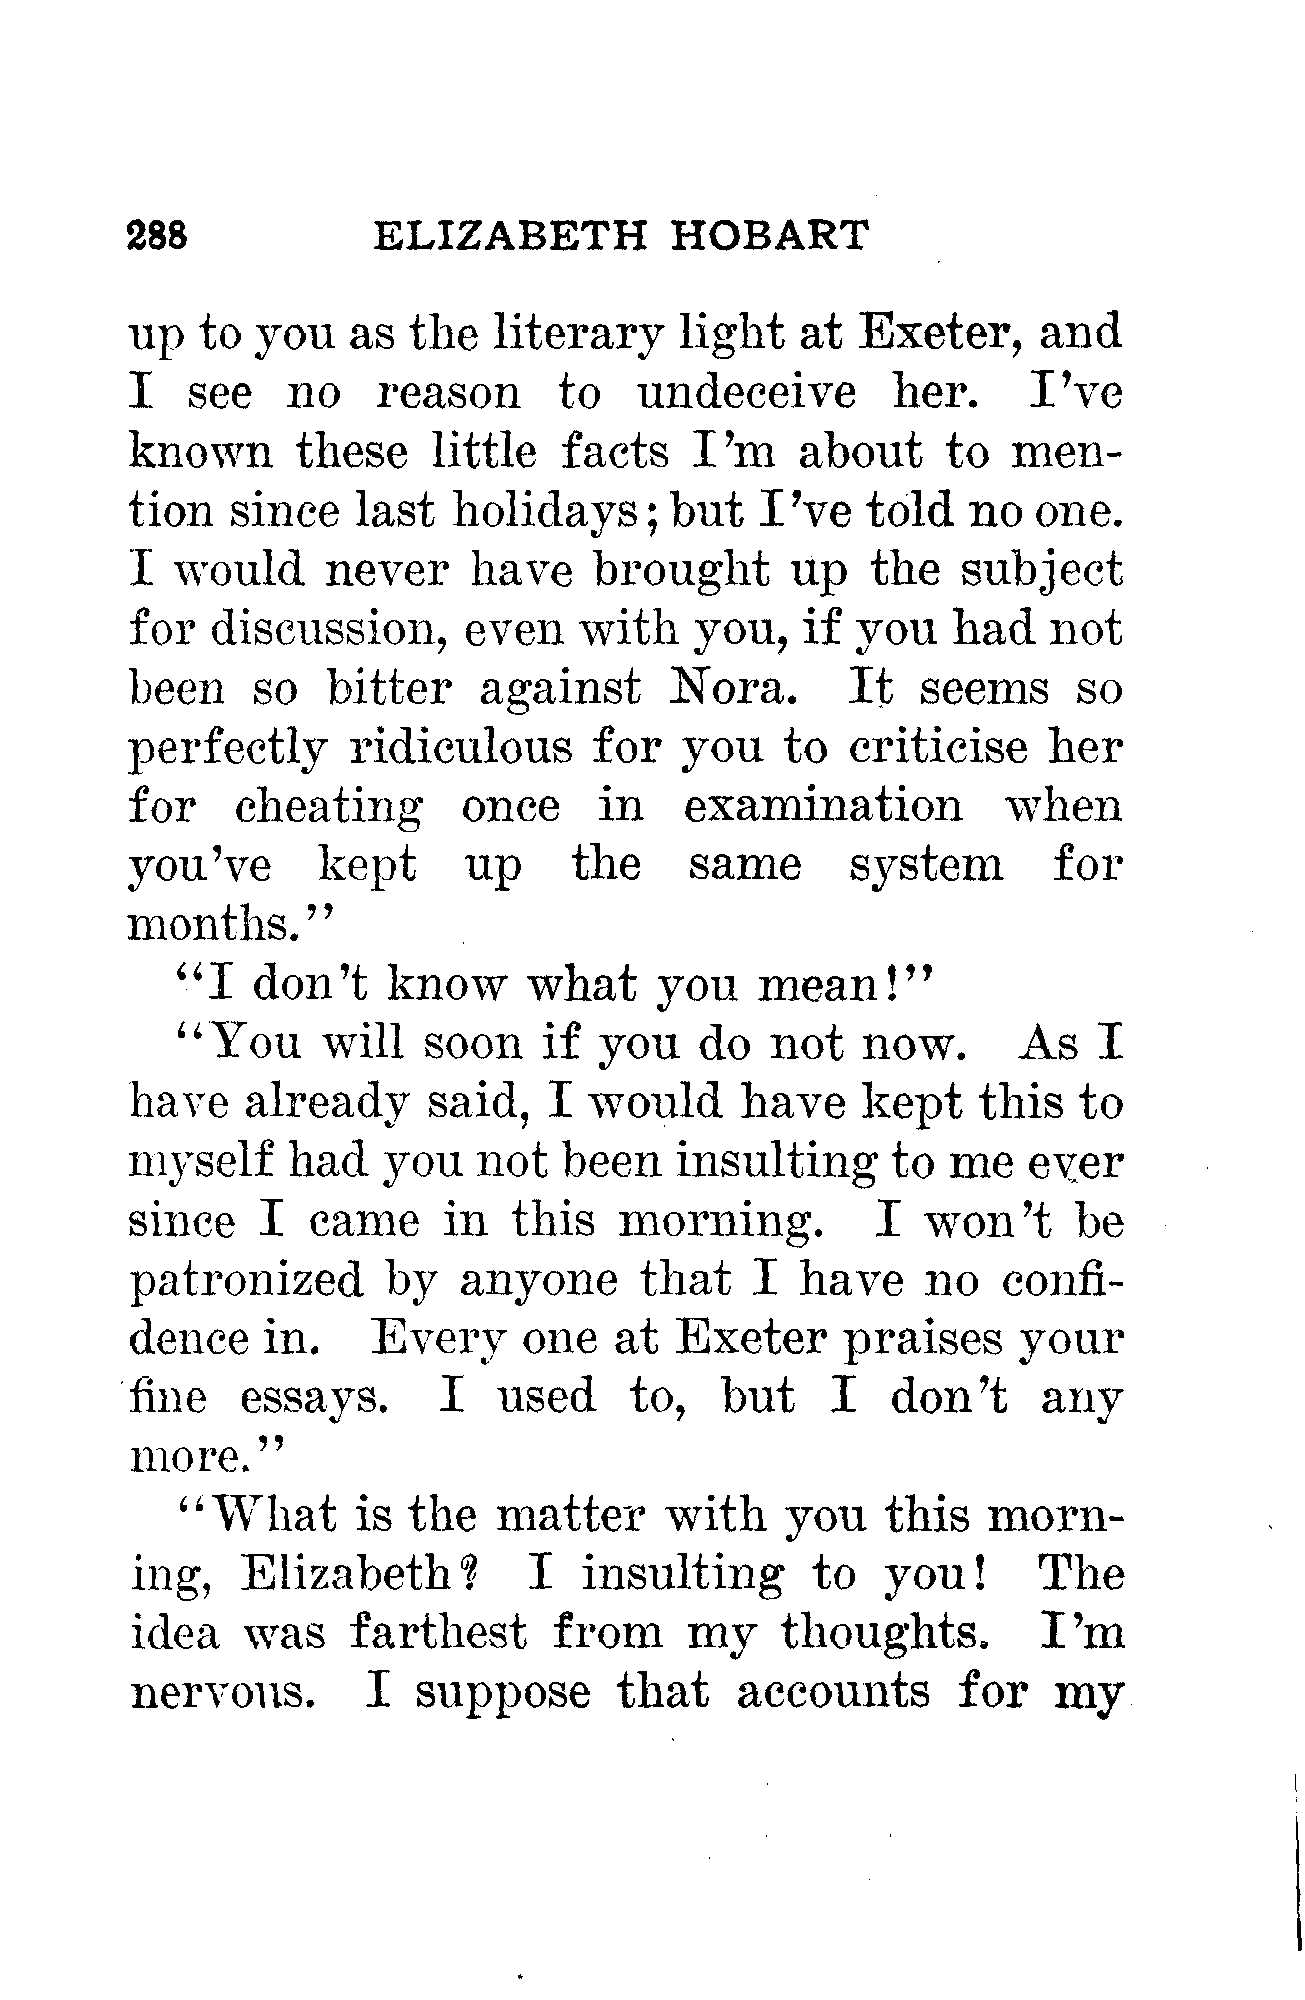 288 ELIZABETH HOBART
up to you as the literary light at Exeter, and
I see no reason to undeceive her. I've
known these little facts I'm about to men-
tion since last holidays; but I've told no one.
I would never have brought up the subject
for discussion, even with you, if you had not
been so bitter against Nora. It seems so
perfectly ridiculous for you to criticise her
for cheating once in examination when
you've kept up the same system for
months."
"I don't know what you mean!"
"You will soon if you do not now. As I
have already said, I would have kept this to
myself had you not been insulting to me ever
since I came in this morning. I won't be
patronized by anyone that I have no confi-
dence in. Every one at Exeter praises your
fine essays. I used to, but I don't any
more."
"What is the matter with you this morn-
ing, Elizabeth? I insulting to you! The
idea was farthest from my thoughts. I'm
nervous. I suppose that accounts for my